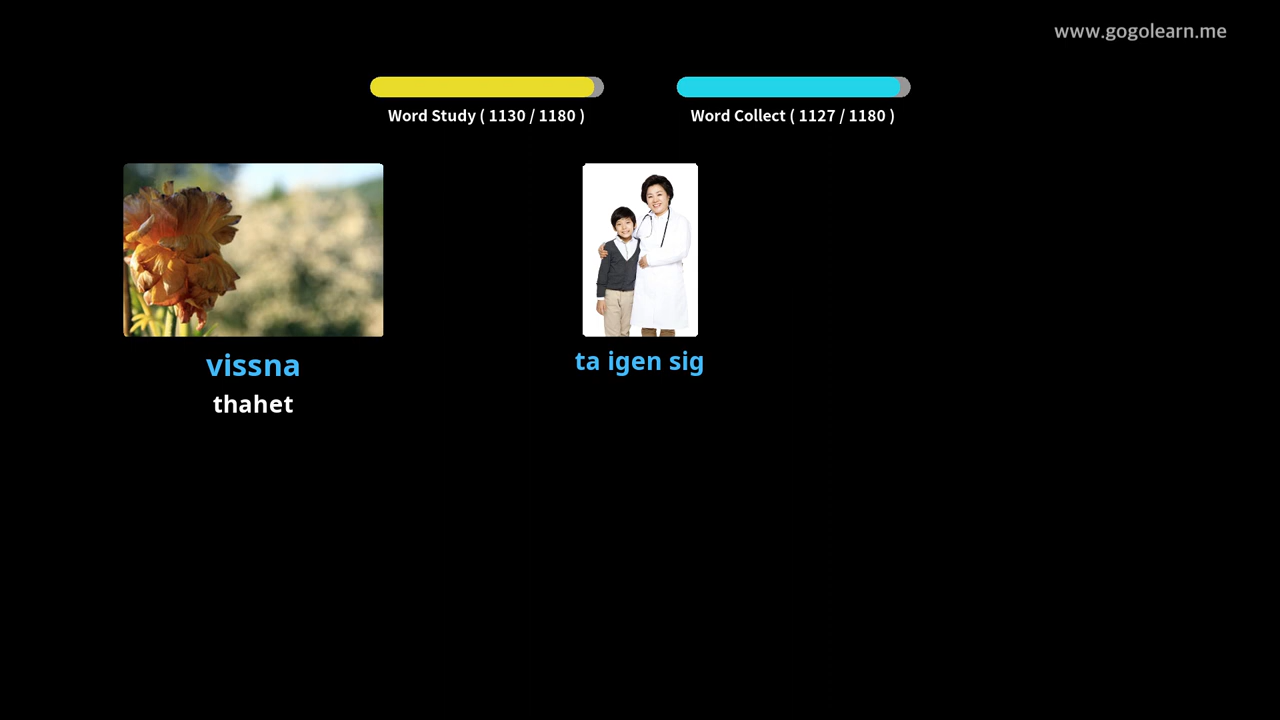 www.gogolearn.me
Word Study ( 1130 / 1180 )
Word Collect ( 1127 / 1180 )
vissna
thahet
ta igen sig